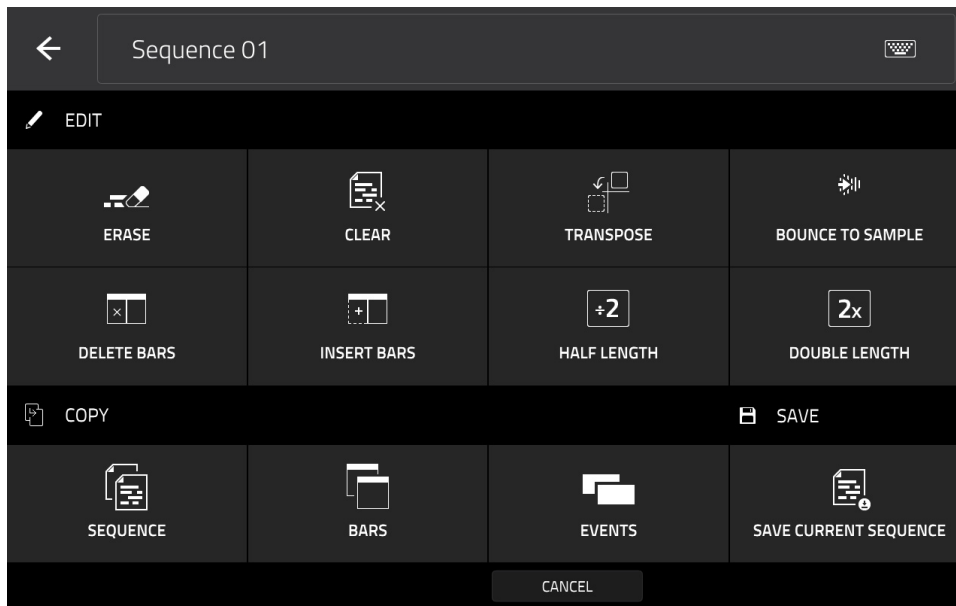 Sequence 01
EDIT
ERASE CLEAR TRANSPOSE BOUNCE TO SAMPLE
÷2 2x
DELETE BARS INSERT BARS HALF LENGTH DOUBLE LENGTH
COPY SAVE
SEQUENCE BARS EVENTS SAVE CURRENT SEQUENCE
CANCEL